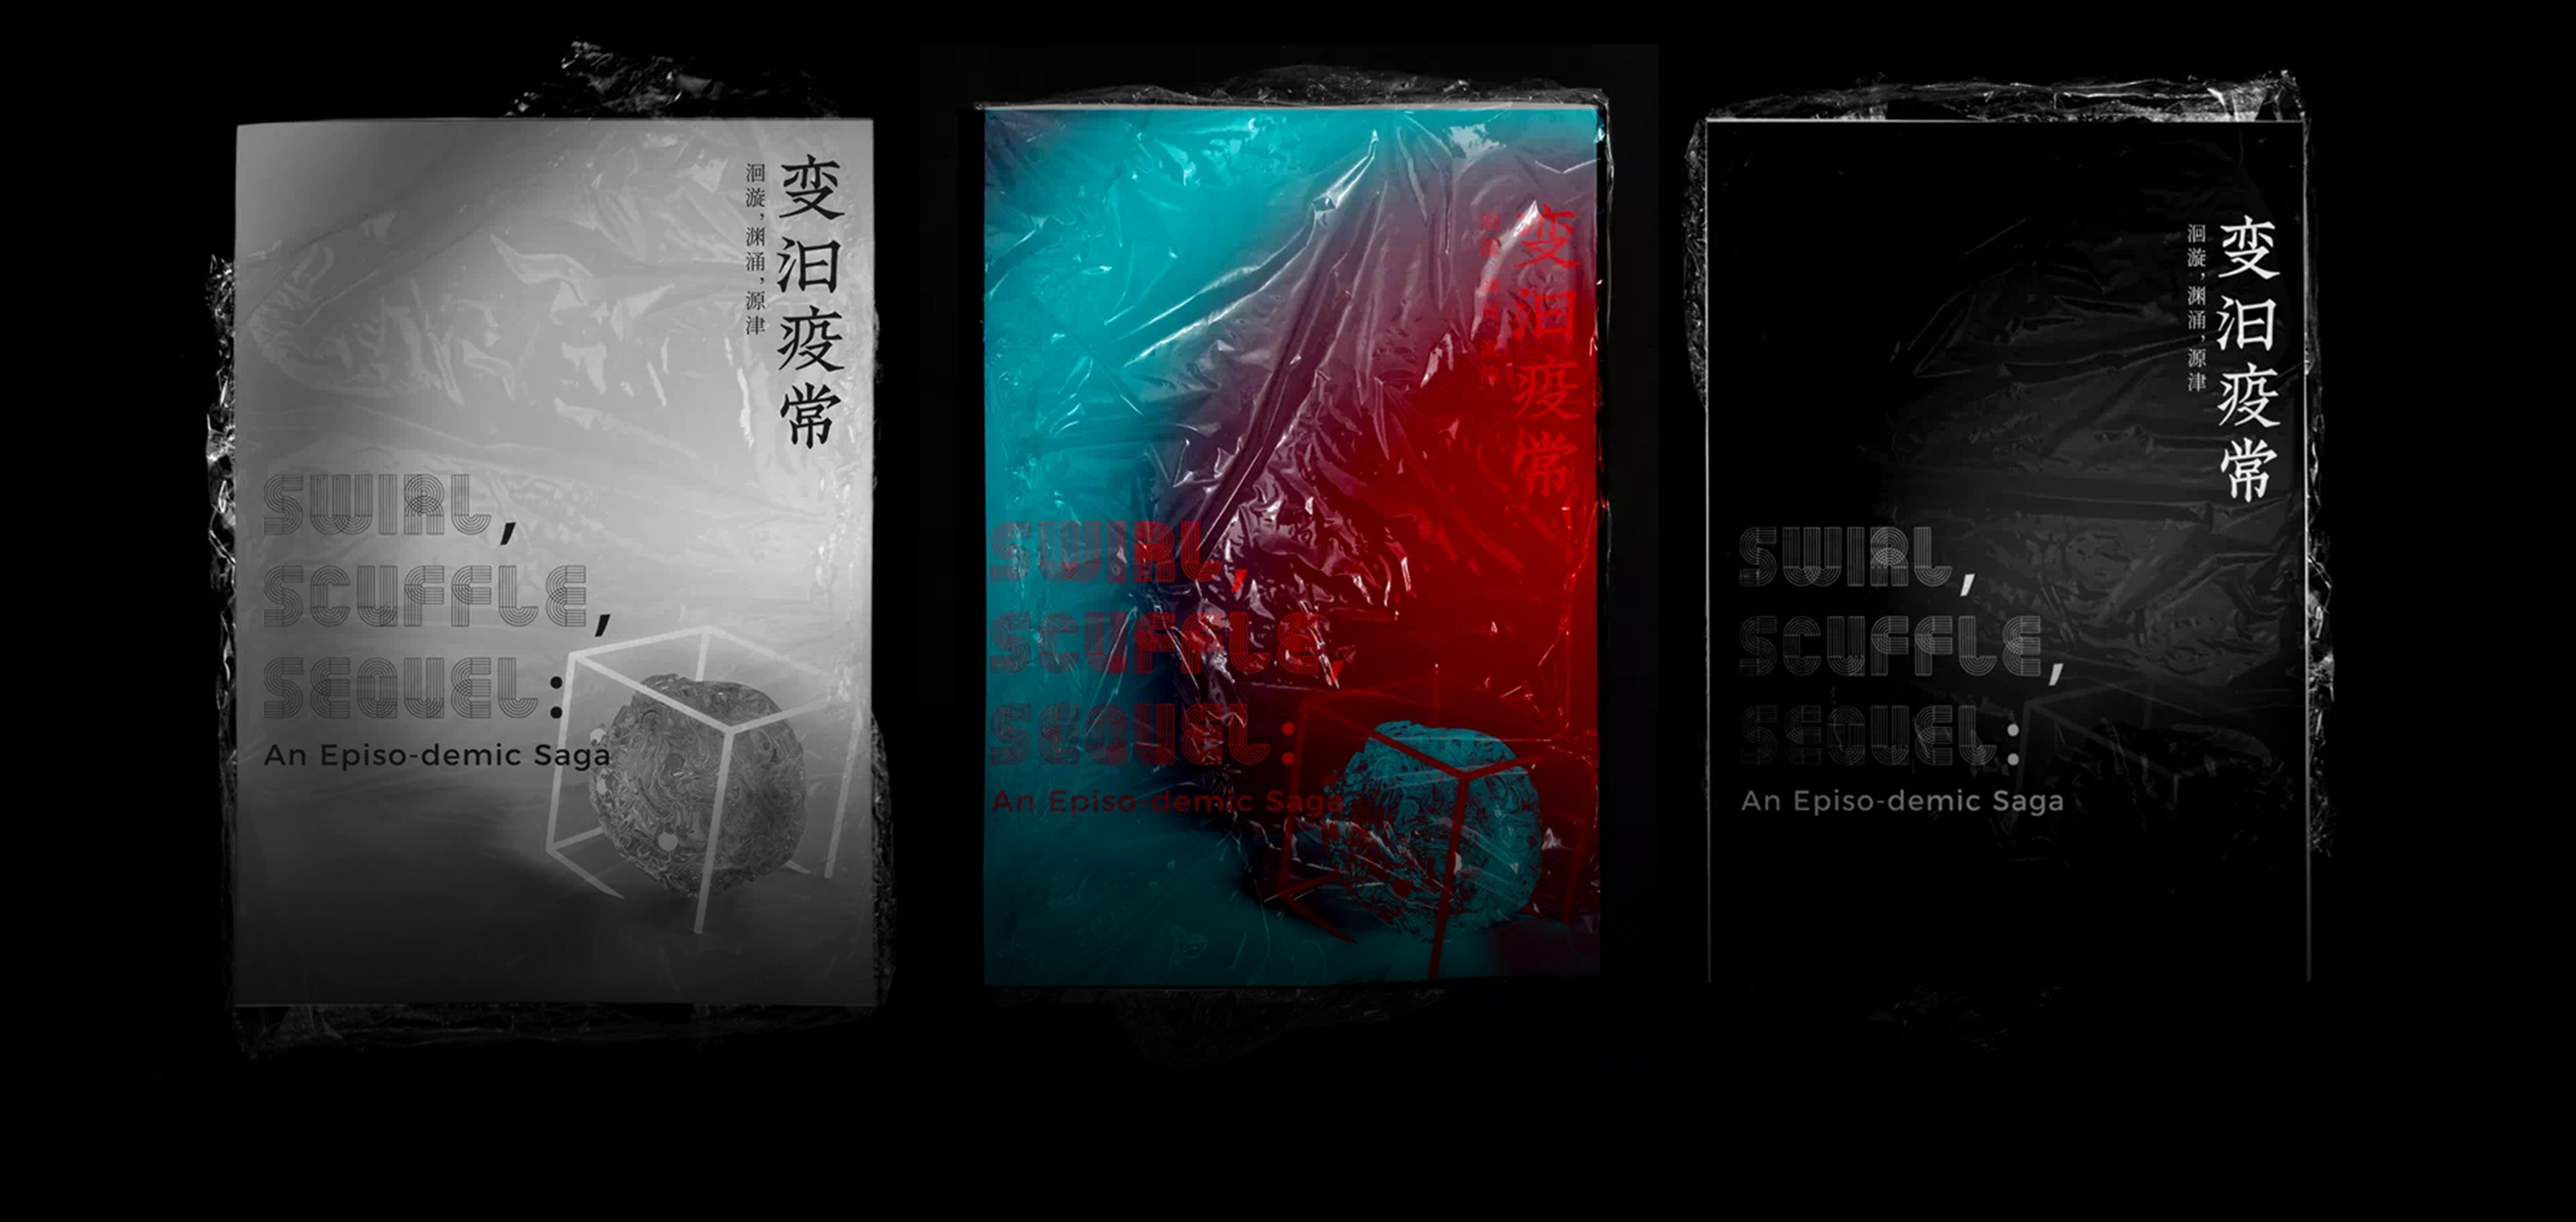 变汩疫常
洄漩，渊涌，源津
SWIRL,
SCUFFLE,
SEQUEL:
An Episo-demic Saga
变汩疫常
SWIRL,
SCUFFLE,
SEQUEL:
An Episo-demic Saga
变汩疫常
洄漩，渊涌，源津
SWIRL,
SCUFFLE,
SEQUEL:
An Episo-demic Saga